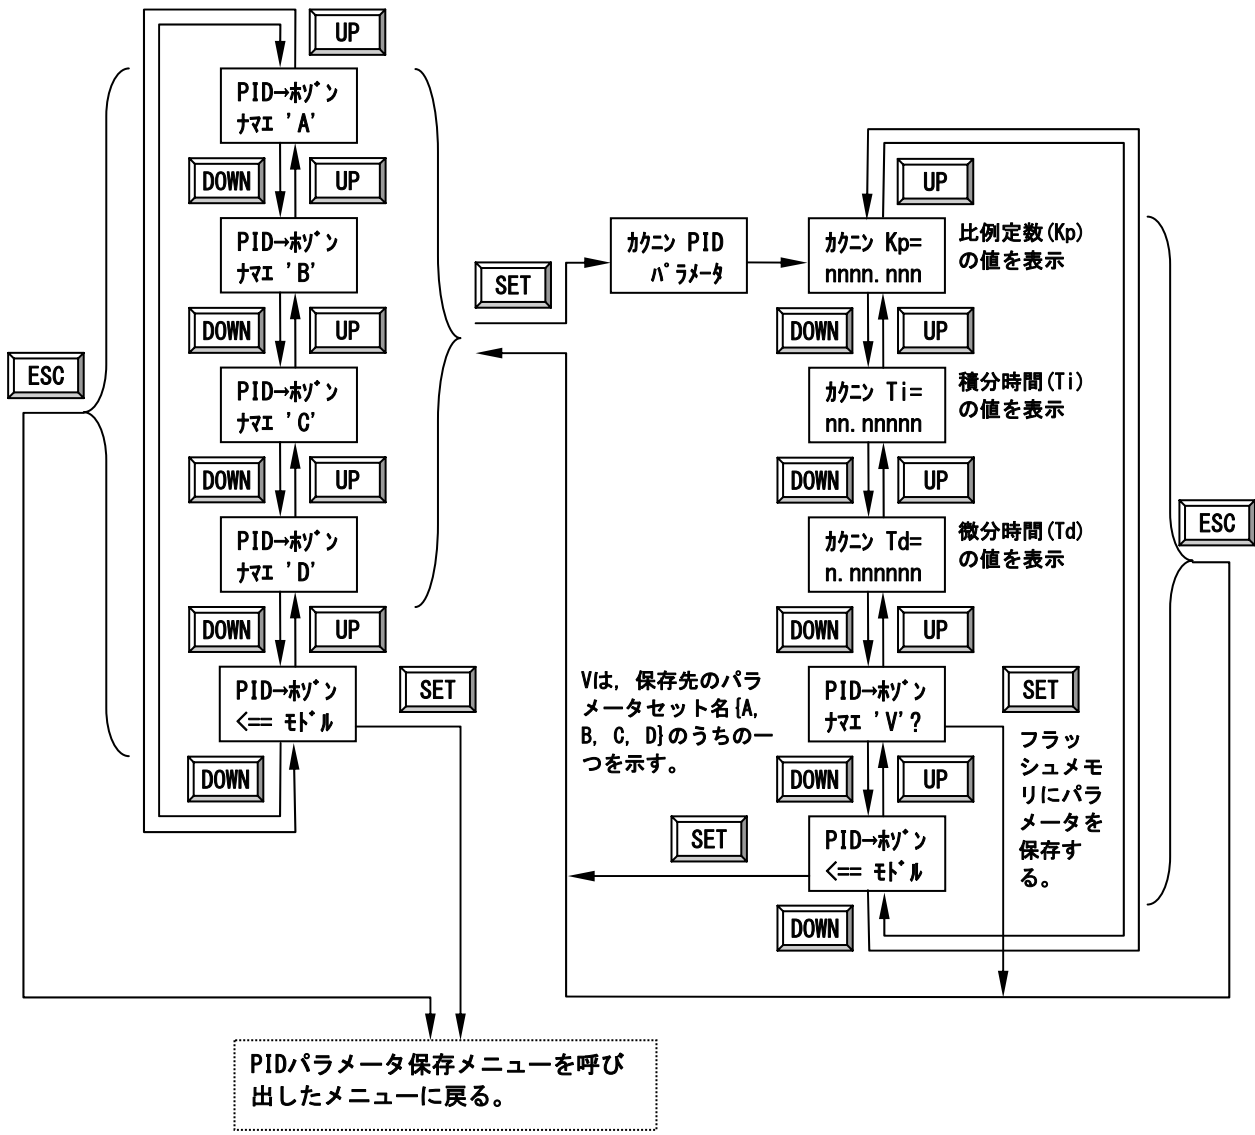 UP
PID→ﾎｿﾞﾝ
ﾅﾏｴ 'A'
DOWN
UP
PID→ﾎｿﾞﾝ
ﾅﾏｴ 'B'
DOWN
UP
PID→ﾎｿﾞﾝ
ﾅﾏｴ 'C'
DOWN
UP
PID→ﾎｿﾞﾝ
ﾅﾏｴ 'D'
DOWN
UP
PID→ﾎｿﾞﾝ
<== ﾓﾄﾞﾙ
SET
DOWN
ESC
SET
ｶｸﾆﾝ PID
ﾊﾟﾗﾒｰﾀ
UP
ｶｸﾆﾝ Kp=
nnnn.nnn
比例定数(Kp)
の値を表示
DOWN
UP
ｶｸﾆﾝ Ti=
nn.nnnnn
積分時間(Ti)
の値を表示
DOWN
UP
ｶｸﾆﾝ Td=
n.nnnnnn
微分時間(Td)
の値を表示
DOWN
UP
PID→ﾎｿﾞﾝ
ﾅﾏｴ 'V'?
SET
フラッ
シュメモ
リにパラ
メータを
保存す
る。
Vは，保存先のパラ
メータセット名{A,
B, C, D}のうちの一
つを示す。
DOWN
UP
PID→ﾎｿﾞﾝ
<== ﾓﾄﾞﾙ
SET
DOWN
ESC
PIDパラメータ保存メニューを呼び
出したメニューに戻る。